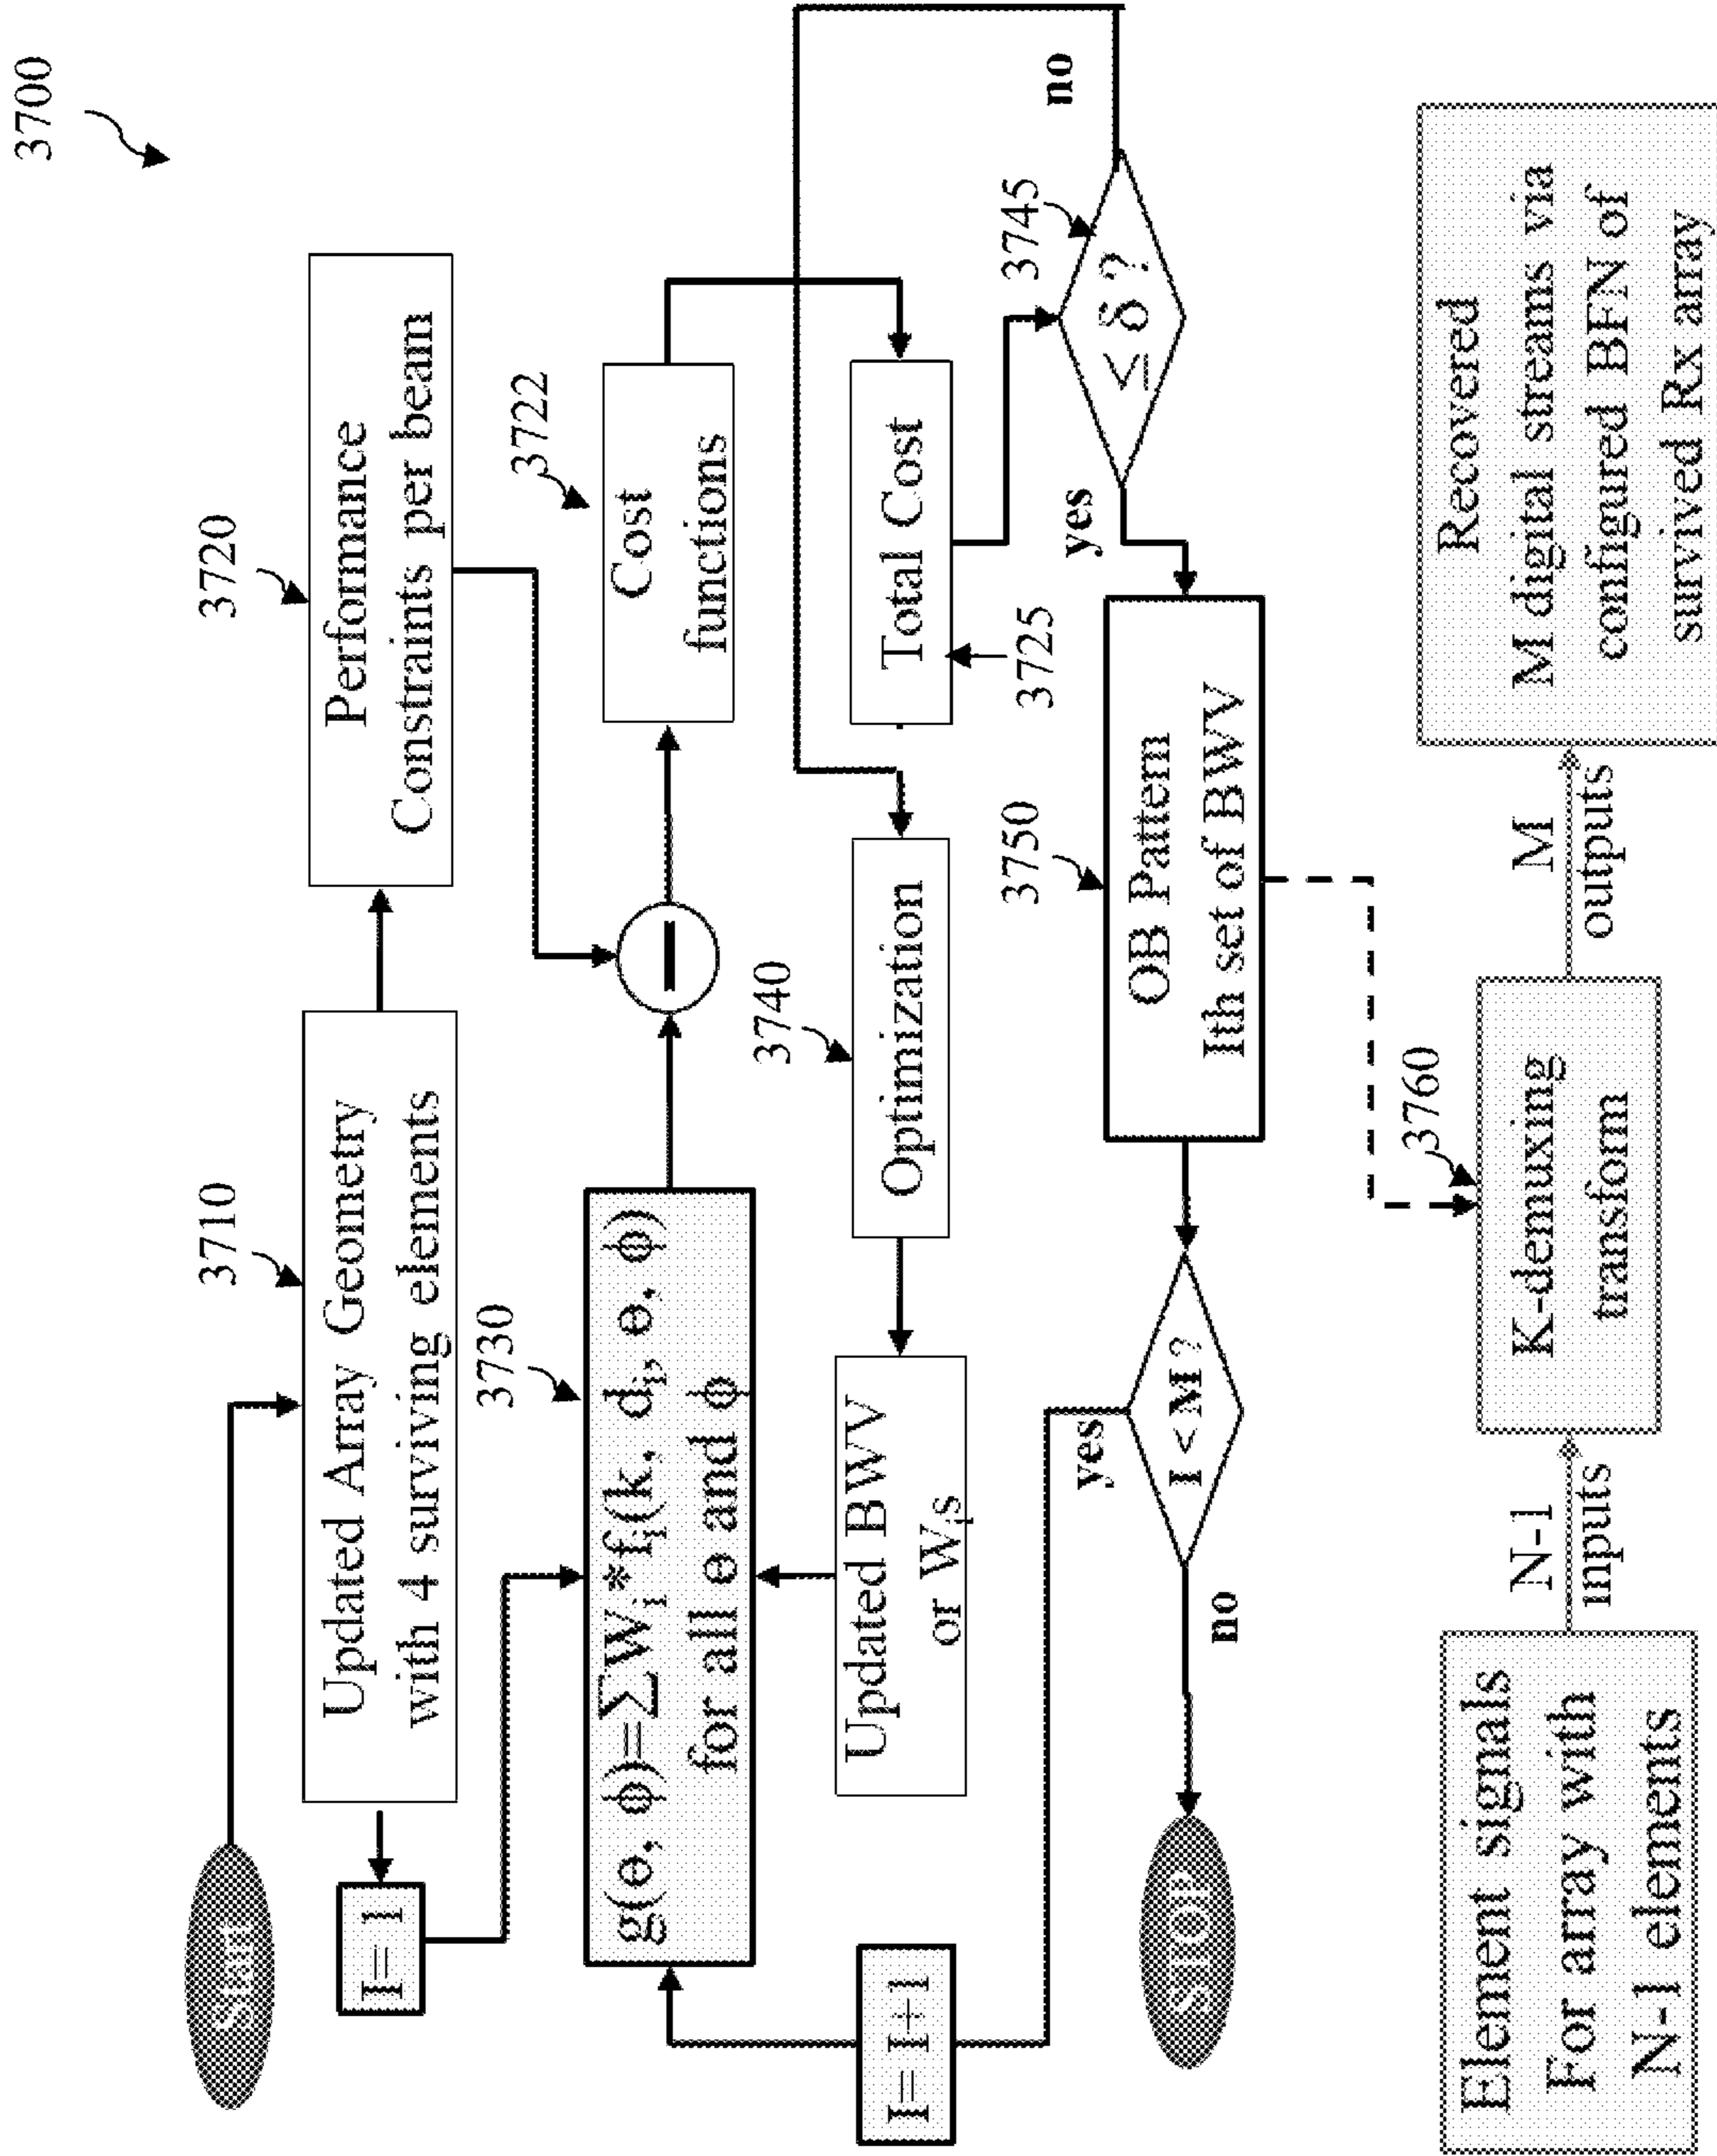 3700
Start
3710
Updated Array Geometry
with 4 surviving elements
3720
Performance
Constraints per beam
I= 1
3730
g(ɵ, ϕ)=∑Wᵢ*fᵢ(k, dᵢ, ɵ, ϕ)
for all ɵ and ϕ
3722
Cost
functions
Updated BWV
or Wᵢs
3740
Optimization
Total Cost
3725
I= I+1
3745
≤ δ ?
no
yes
3750
OB Pattern
Ith set of BWV
I < M ?
yes
no
STOP
Element signals
For array with
N-1 elements
N-1
inputs
3760
K-demuxing
transform
M
outputs
Recovered
M digital streams via
configured BFN of
survived Rx array